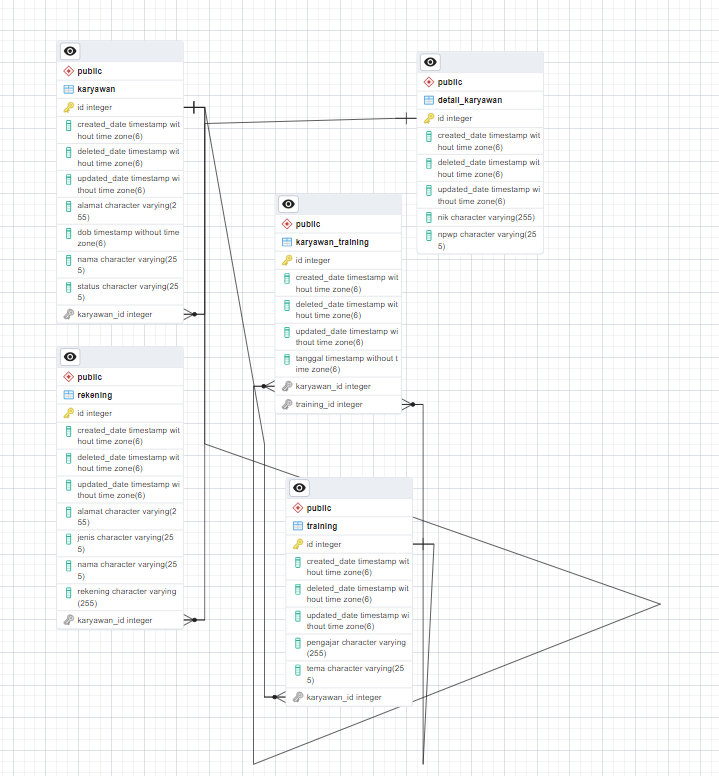 public
karyawan
id integer
created_date timestamp wit
hout time zone(6)
deleted_date timestamp wit
hout time zone(6)
updated_date timestamp wi
thout time zone(6)
alamat character varying(2
55)
dob timestamp without time
zone(6)
nama character varying(25
5)
status character varying(25
5)
karyawan_id integer
public
detail_karyawan
id integer
created_date timestamp wit
hout time zone(6)
deleted_date timestamp wit
hout time zone(6)
updated_date timestamp wi
thout time zone(6)
nik character varying(255)
npwp character varying(25
5)
public
karyawan_training
id integer
created_date timestamp wit
hout time zone(6)
deleted_date timestamp wit
hout time zone(6)
updated_date timestamp wi
thout time zone(6)
tanggal timestamp without t
ime zone(6)
karyawan_id integer
training_id integer
public
rekening
id integer
created_date timestamp wit
hout time zone(6)
deleted_date timestamp wit
hout time zone(6)
updated_date timestamp wi
thout time zone(6)
alamat character varying(2
55)
jenis character varying(25
5)
nama character varying(25
5)
rekening character varying
(255)
karyawan_id integer
public
training
id integer
created_date timestamp wit
hout time zone(6)
deleted_date timestamp wit
hout time zone(6)
updated_date timestamp wi
thout time zone(6)
pengajar character varying
(255)
tema character varying(25
5)
karyawan_id integer